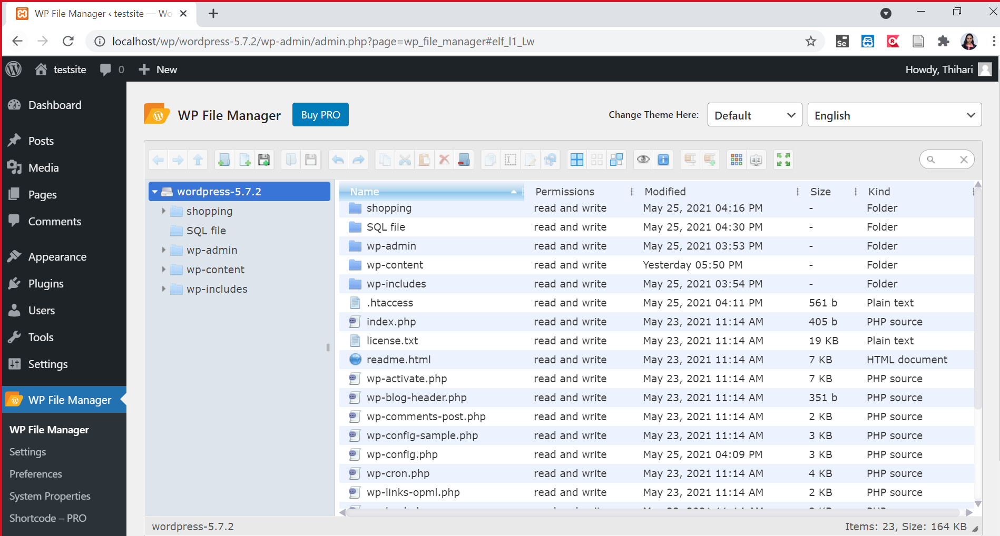 WP File Manager ‹ testsite — Wo
localhost/wp/wordpress-5.7.2/wp-admin/admin.php?page=wp_file_manager#elf_l1_Lw
testsite 0 New Howdy, Thihari
Dashboard
Posts
Media
Pages
Comments
Appearance
Plugins
Users
Tools
Settings
WP File Manager
WP File Manager
Settings
Preferences
System Properties
Shortcode – PRO
WP File Manager Buy PRO Change Theme Here: Default English
wordpress-5.7.2
shopping
SQL file
wp-admin
wp-content
wp-includes
Name Permissions Modified Size Kind
shopping read and write May 25, 2021 04:16 PM - Folder
SQL file read and write May 25, 2021 04:30 PM - Folder
wp-admin read and write May 25, 2021 03:53 PM - Folder
wp-content read and write Yesterday 05:50 PM - Folder
wp-includes read and write May 25, 2021 03:54 PM - Folder
.htaccess read and write May 25, 2021 04:11 PM 561 b Plain text
index.php read and write May 23, 2021 11:14 AM 405 b PHP source
license.txt read and write May 23, 2021 11:14 AM 19 KB Plain text
readme.html read and write May 23, 2021 11:14 AM 7 KB HTML document
wp-activate.php read and write May 23, 2021 11:14 AM 7 KB PHP source
wp-blog-header.php read and write May 23, 2021 11:14 AM 351 b PHP source
wp-comments-post.php read and write May 23, 2021 11:14 AM 2 KB PHP source
wp-config-sample.php read and write May 23, 2021 11:14 AM 3 KB PHP source
wp-config.php read and write May 25, 2021 04:09 PM 3 KB PHP source
wp-cron.php read and write May 23, 2021 11:14 AM 4 KB PHP source
wp-links-opml.php read and write May 23, 2021 11:14 AM 2 KB PHP source
wordpress-5.7.2 Items: 23, Size: 164 KB